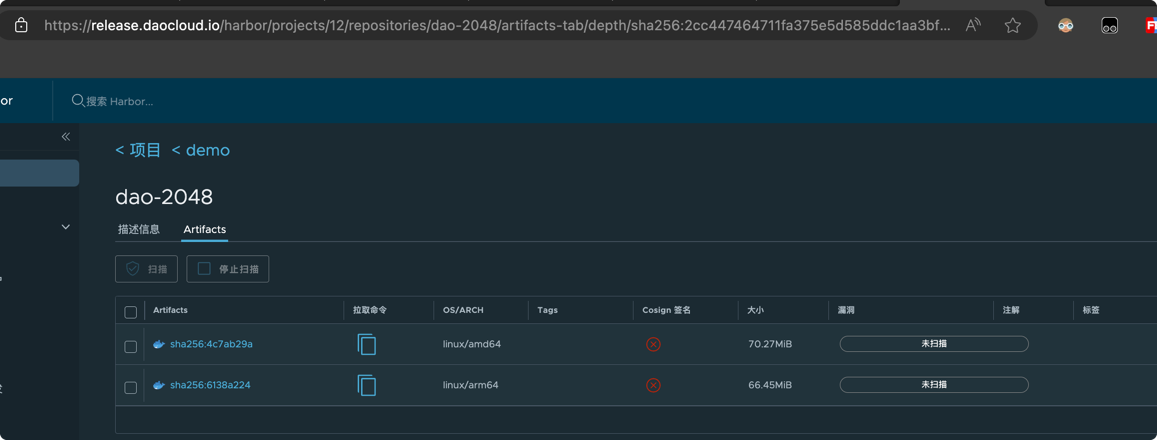 https://release.daocloud.io/harbor/projects/12/repositories/dao-2048/artifacts-tab/depth/sha256:2cc447464711fa375e5d585ddc1aa3bf...
or
搜索 Harbor...
< 项目 < demo
dao-2048
描述信息 Artifacts
扫描 停止扫描
Artifacts 拉取命令 OS/ARCH Tags Cosign 签名 大小 漏洞 注解 标签
sha256:4c7ab29a linux/amd64 70.27MiB 未扫描
sha256:6138a224 linux/arm64 66.45MiB 未扫描